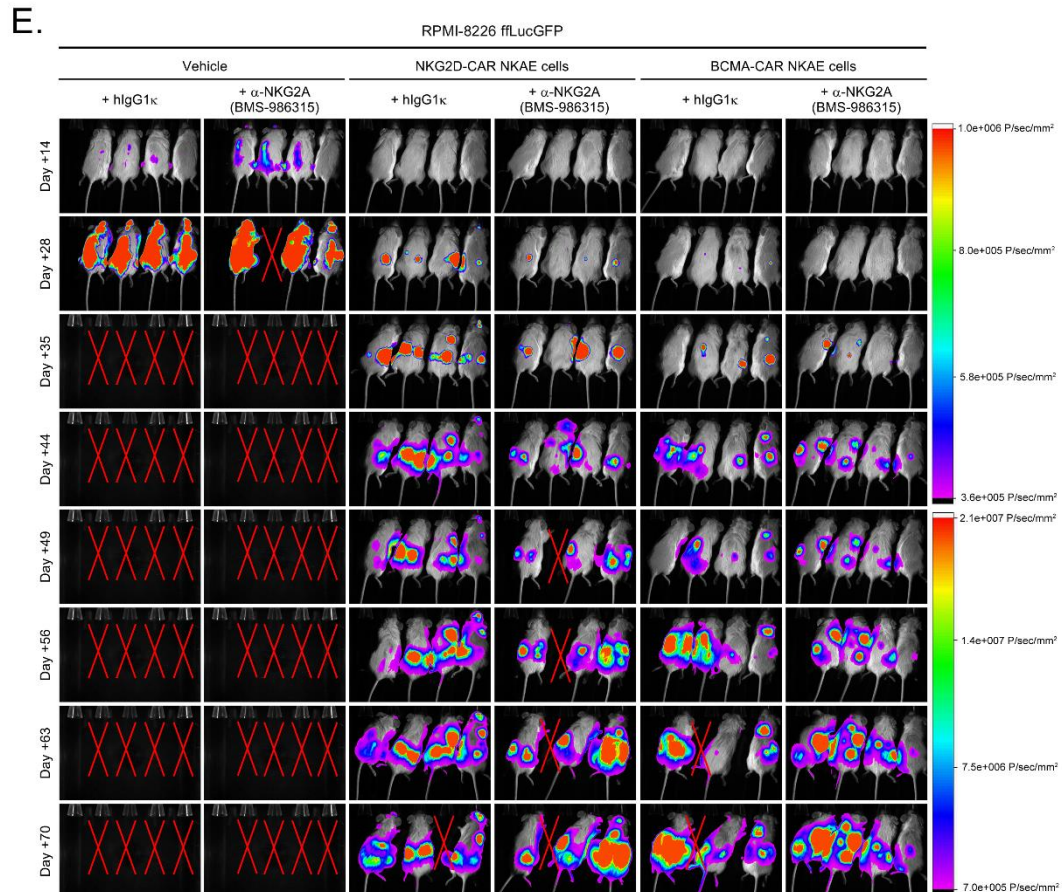 E.
RPMI-8226 ffLucGFP
Vehicle
NKG2D-CAR NKAE cells
BCMA-CAR NKAE cells
+ hIgG1κ
+ α-NKG2A
(BMS-986315)
+ hIgG1κ
+ α-NKG2A
(BMS-986315)
+ hIgG1κ
+ α-NKG2A
(BMS-986315)
Day +14
Day +28
Day +35
Day +44
Day +49
Day +56
Day +63
Day +70
1.0e+006 P/sec/mm²
8.0e+005 P/sec/mm²
5.8e+005 P/sec/mm²
3.6e+005 P/sec/mm²
2.1e+007 P/sec/mm²
1.4e+007 P/sec/mm²
7.5e+006 P/sec/mm²
7.0e+005 P/sec/mm²